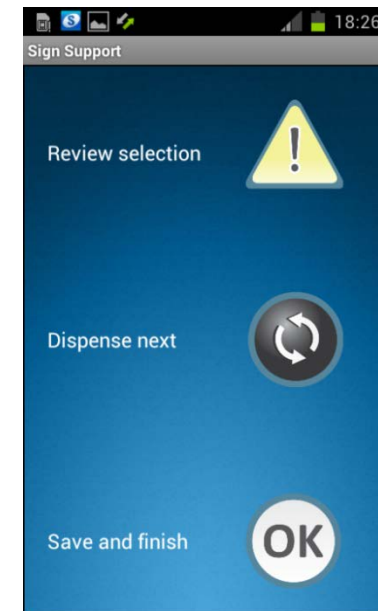 18:26
Sign Support
Review selection
!
Dispense next
Save and finish
OK